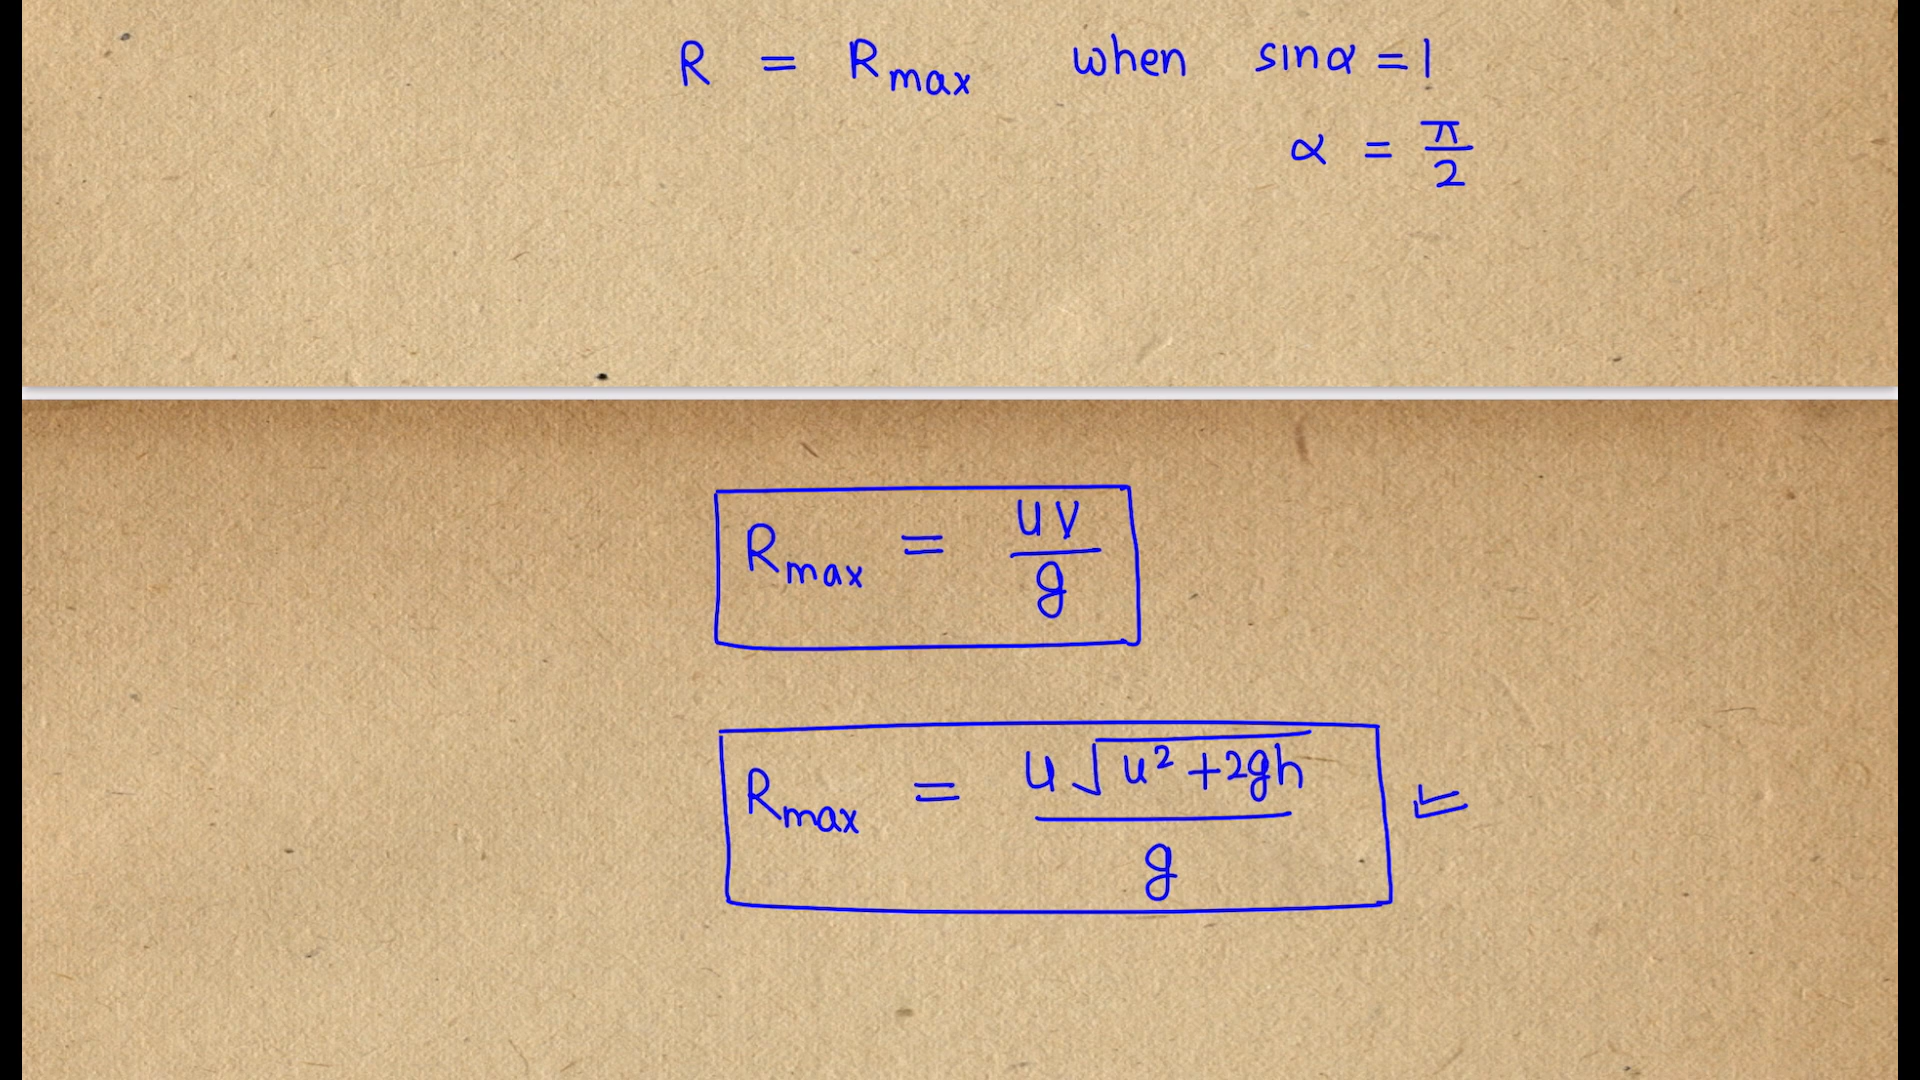 R = Rmax when sinα = 1
α = π/2
Rmax = uv/g
Rmax = u√(u² + 2gh)/g